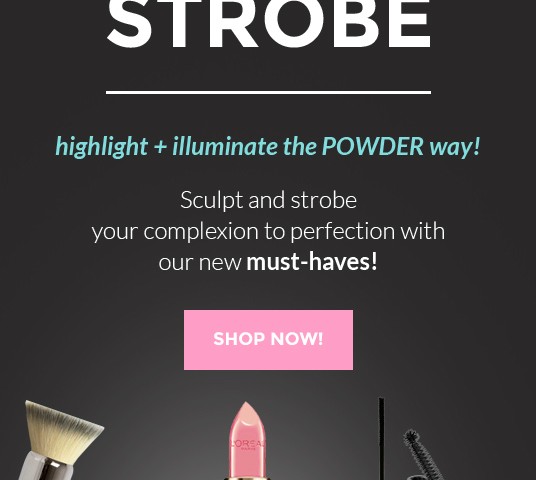 STROBE
highlight + illuminate the POWDER way!
Sculpt and strobe
your complexion to perfection with
our new must-haves!
SHOP NOW!
L'ORÉAL
PARIS